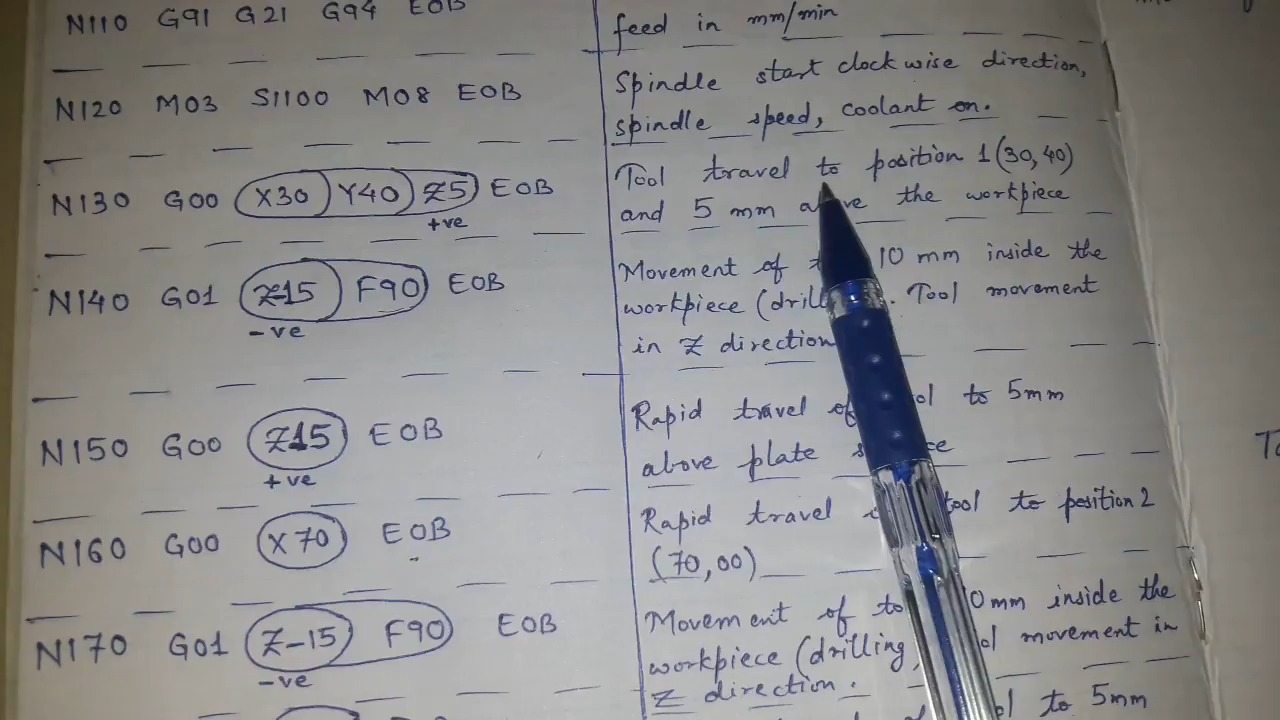 N110 G91 G21 G94 EOB
feed in mm/min
N120 M03 S1100 M08 EOB
Spindle start clockwise direction,
spindle speed, coolant on.
N130 G00 X30 Y40 Z5 EOB
+ve
Tool travel to position 1 (30,40)
and 5 mm above the workpiece
N140 G01 Z-15 F90 EOB
-ve
Movement of 10 mm inside the
workpiece (drill . Tool movement
in Z direction
N150 G00 Z15 EOB
+ve
Rapid travel of to 5mm
above plate
N160 G00 X70 EOB
Rapid travel tool to position 2
(70,00)
N170 G01 Z-15 F90 EOB
-ve
Movement of inside the
workpiece (drilling, movement in
Z direction.
to 5mm